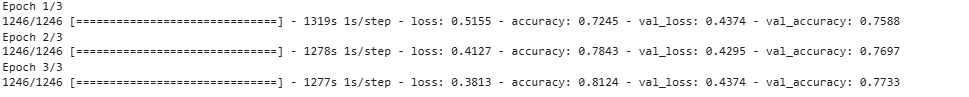 Epoch 1/3
1246/1246 [==============================] - 1319s 1s/step - loss: 0.5155 - accuracy: 0.7245 - val_loss: 0.4374 - val_accuracy: 0.7588
Epoch 2/3
1246/1246 [==============================] - 1278s 1s/step - loss: 0.4127 - accuracy: 0.7843 - val_loss: 0.4295 - val_accuracy: 0.7697
Epoch 3/3
1246/1246 [==============================] - 1277s 1s/step - loss: 0.3813 - accuracy: 0.8124 - val_loss: 0.4374 - val_accuracy: 0.7733